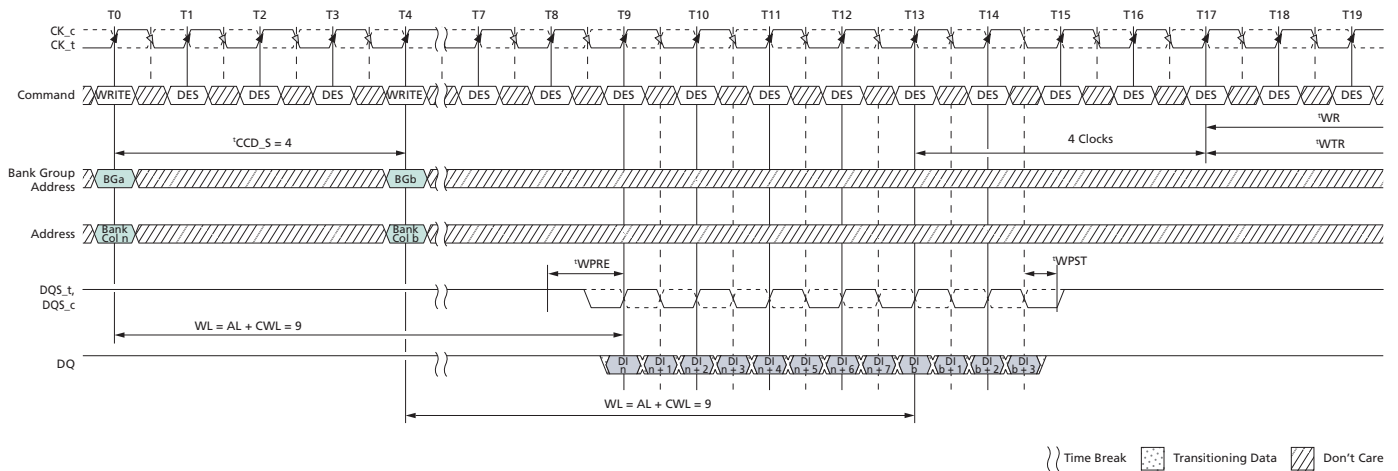 T0 T1 T2 T3 T4 T7 T8 T9 T10 T11 T12 T13 T14 T15 T16 T17 T18 T19
CK_c
CK_t
Command WRITE DES DES DES WRITE DES DES DES DES DES DES DES DES DES DES DES DES DES
tWR
tCCD_S = 4 4 Clocks tWTR
Bank Group
Address BGa BGb
Address Bank
Col n Bank
Col b
tWPRE tWPST
DQS_t,
DQS_c
WL = AL + CWL = 9
DQ DI
n DI
n + 1 DI
n + 2 DI
n + 3 DI
n + 4 DI
n + 5 DI
n + 6 DI
n + 7 DI
b DI
b + 1 DI
b + 2 DI
b + 3
WL = AL + CWL = 9
Time Break Transitioning Data Don't Care